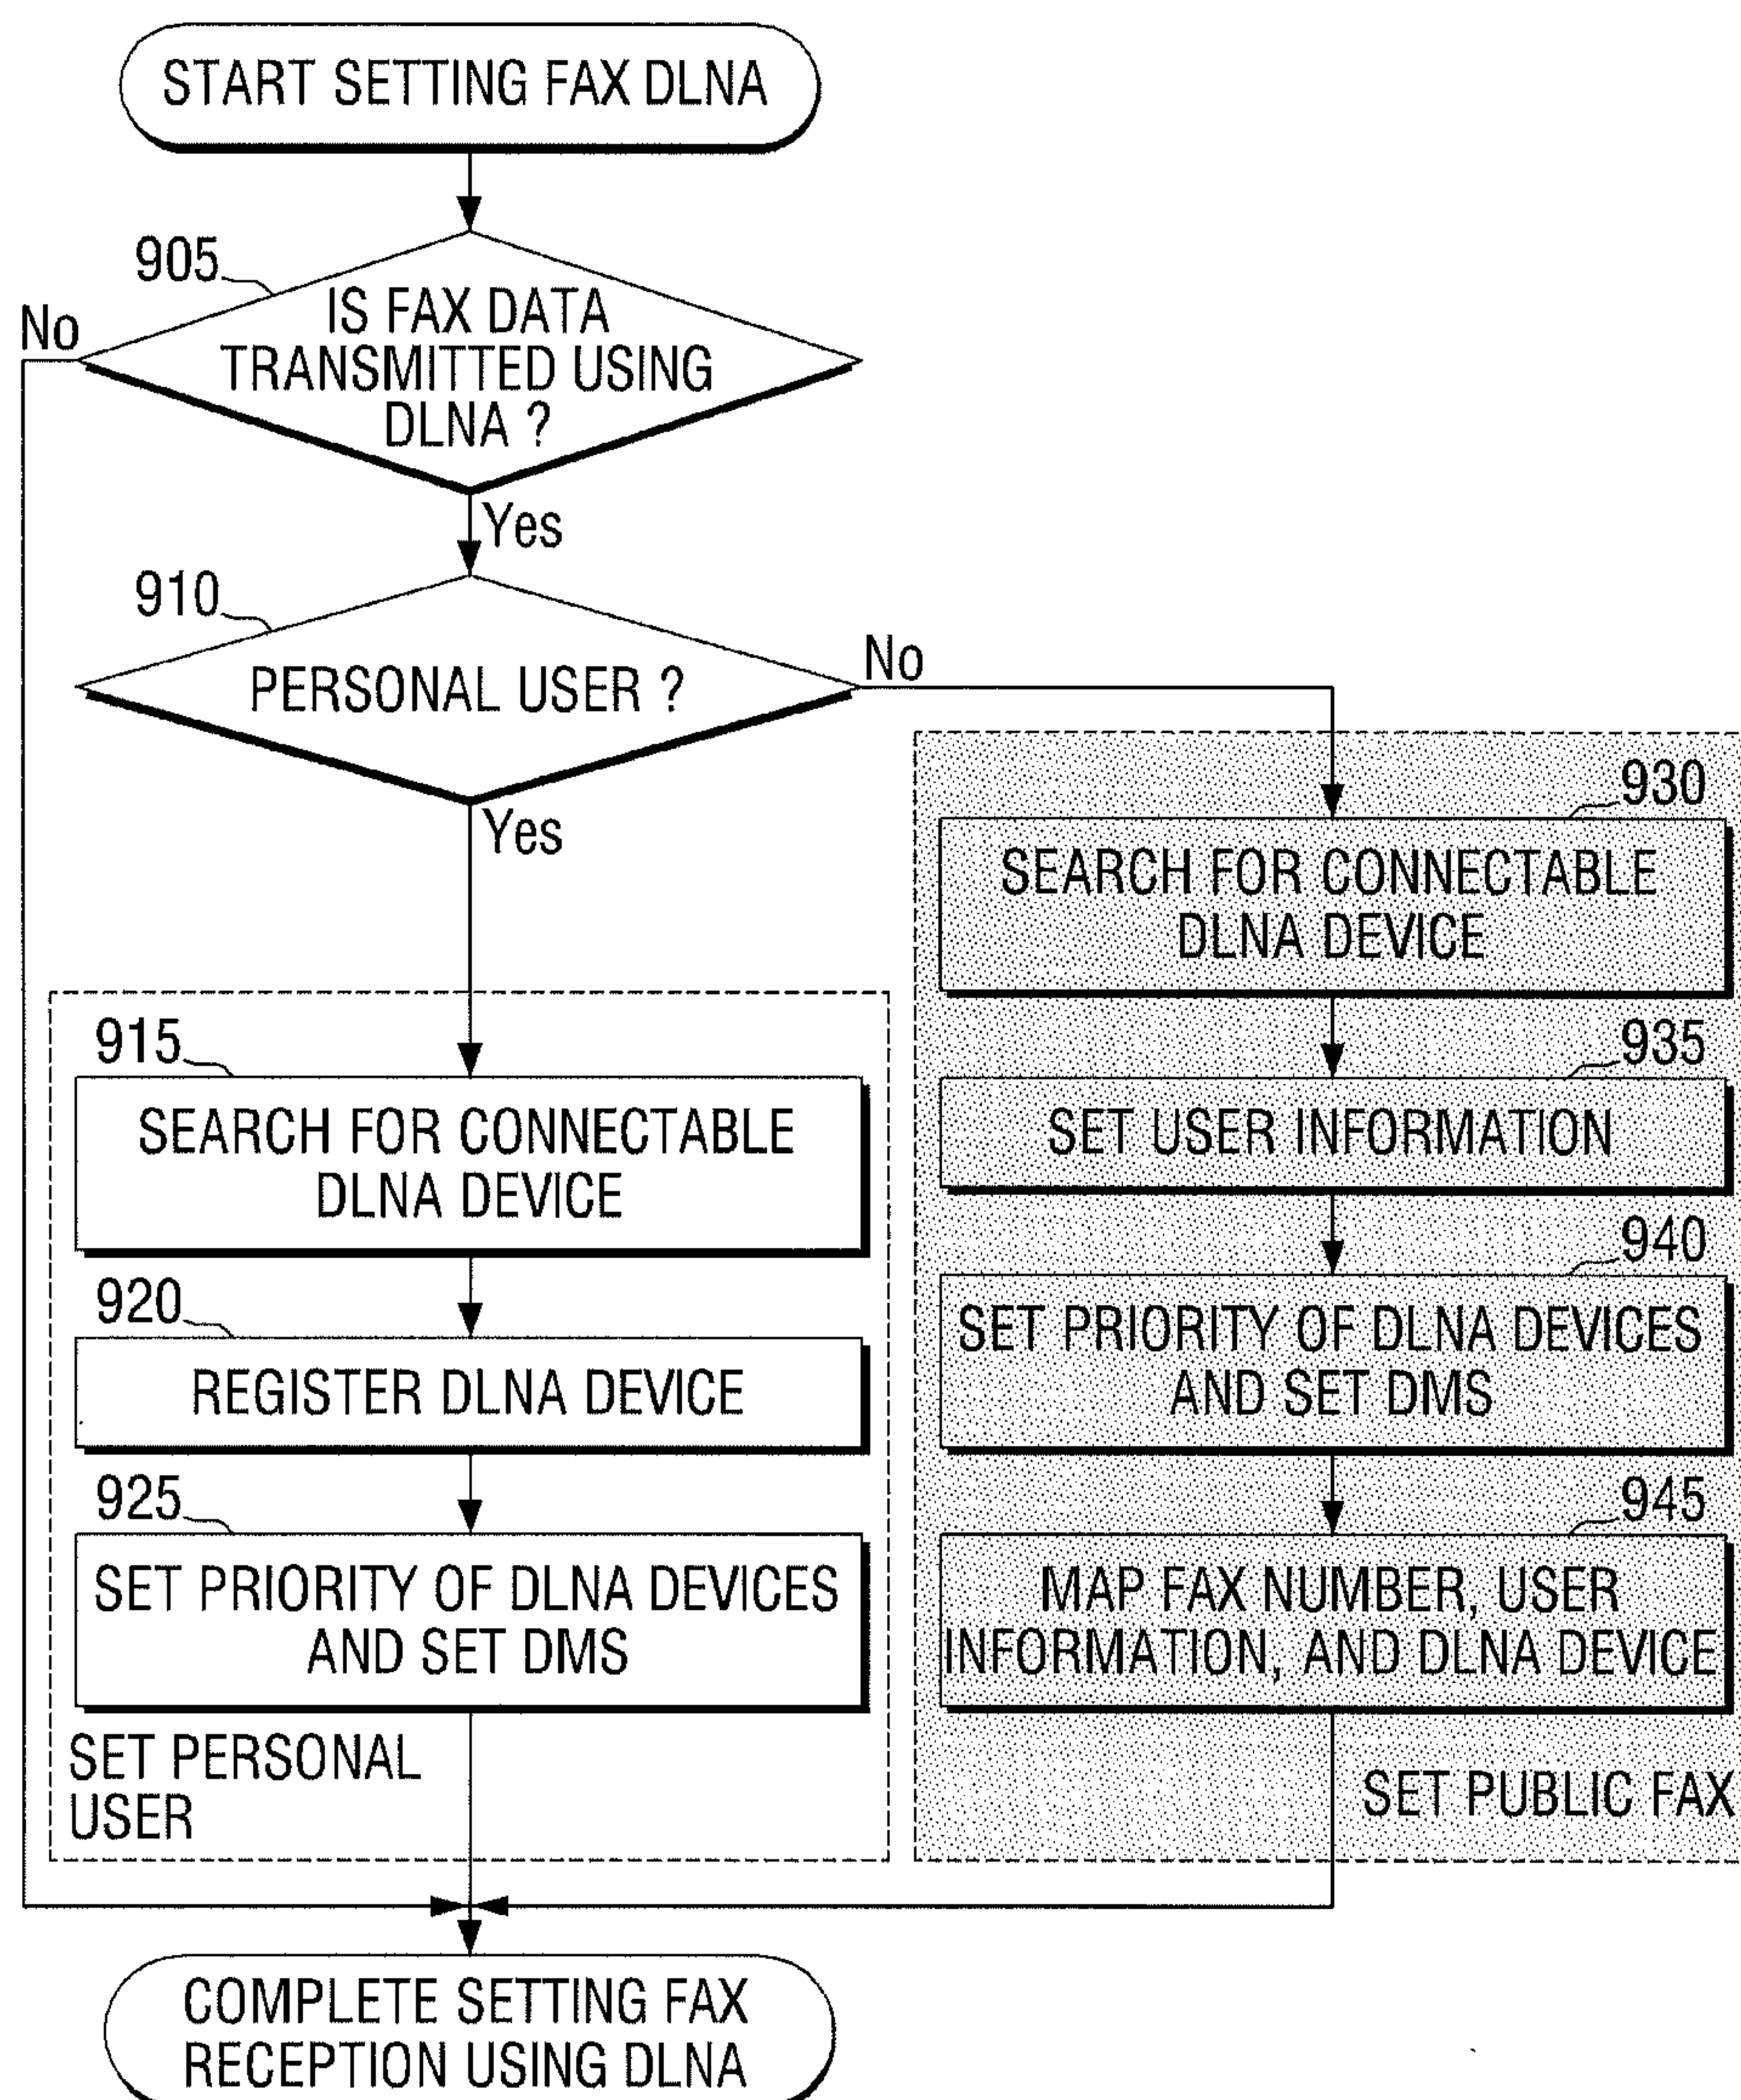 START SETTING FAX DLNA
905
No
IS FAX DATA
TRANSMITTED USING
DLNA ?
Yes
910
No
PERSONAL USER ?
Yes
930
SEARCH FOR CONNECTABLE
DLNA DEVICE
935
SET USER INFORMATION
940
SET PRIORITY OF DLNA DEVICES
AND SET DMS
945
MAP FAX NUMBER, USER
INFORMATION, AND DLNA DEVICE
SET PUBLIC FAX
915
SEARCH FOR CONNECTABLE
DLNA DEVICE
920
REGISTER DLNA DEVICE
925
SET PRIORITY OF DLNA DEVICES
AND SET DMS
SET PERSONAL
USER
COMPLETE SETTING FAX
RECEPTION USING DLNA